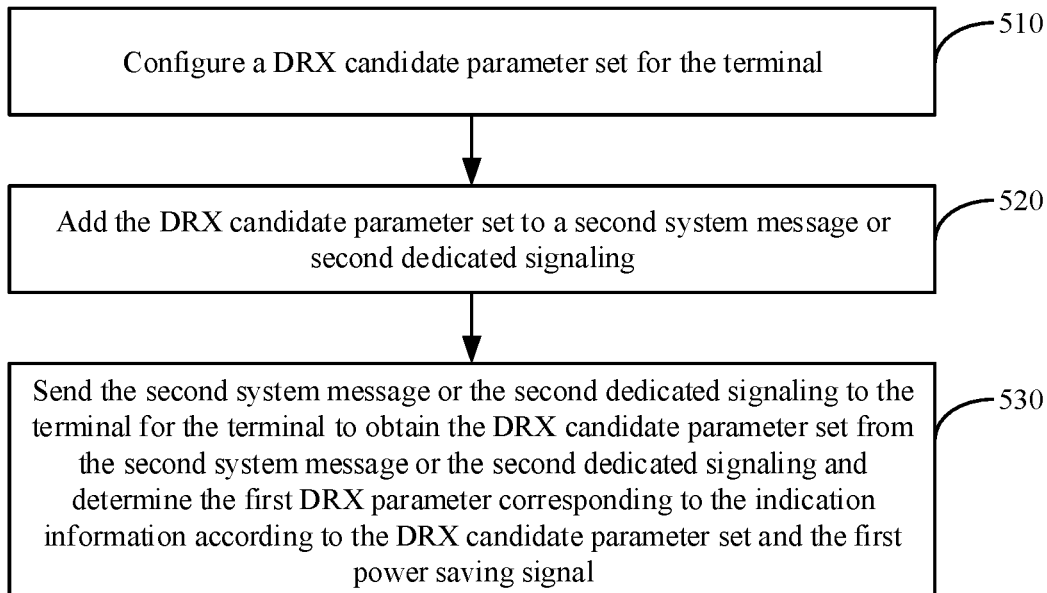 510
Configure a DRX candidate parameter set for the terminal
520
Add the DRX candidate parameter set to a second system message or
second dedicated signaling
530
Send the second system message or the second dedicated signaling to the
terminal for the terminal to obtain the DRX candidate parameter set from
the second system message or the second dedicated signaling and
determine the first DRX parameter corresponding to the indication
information according to the DRX candidate parameter set and the first
power saving signal